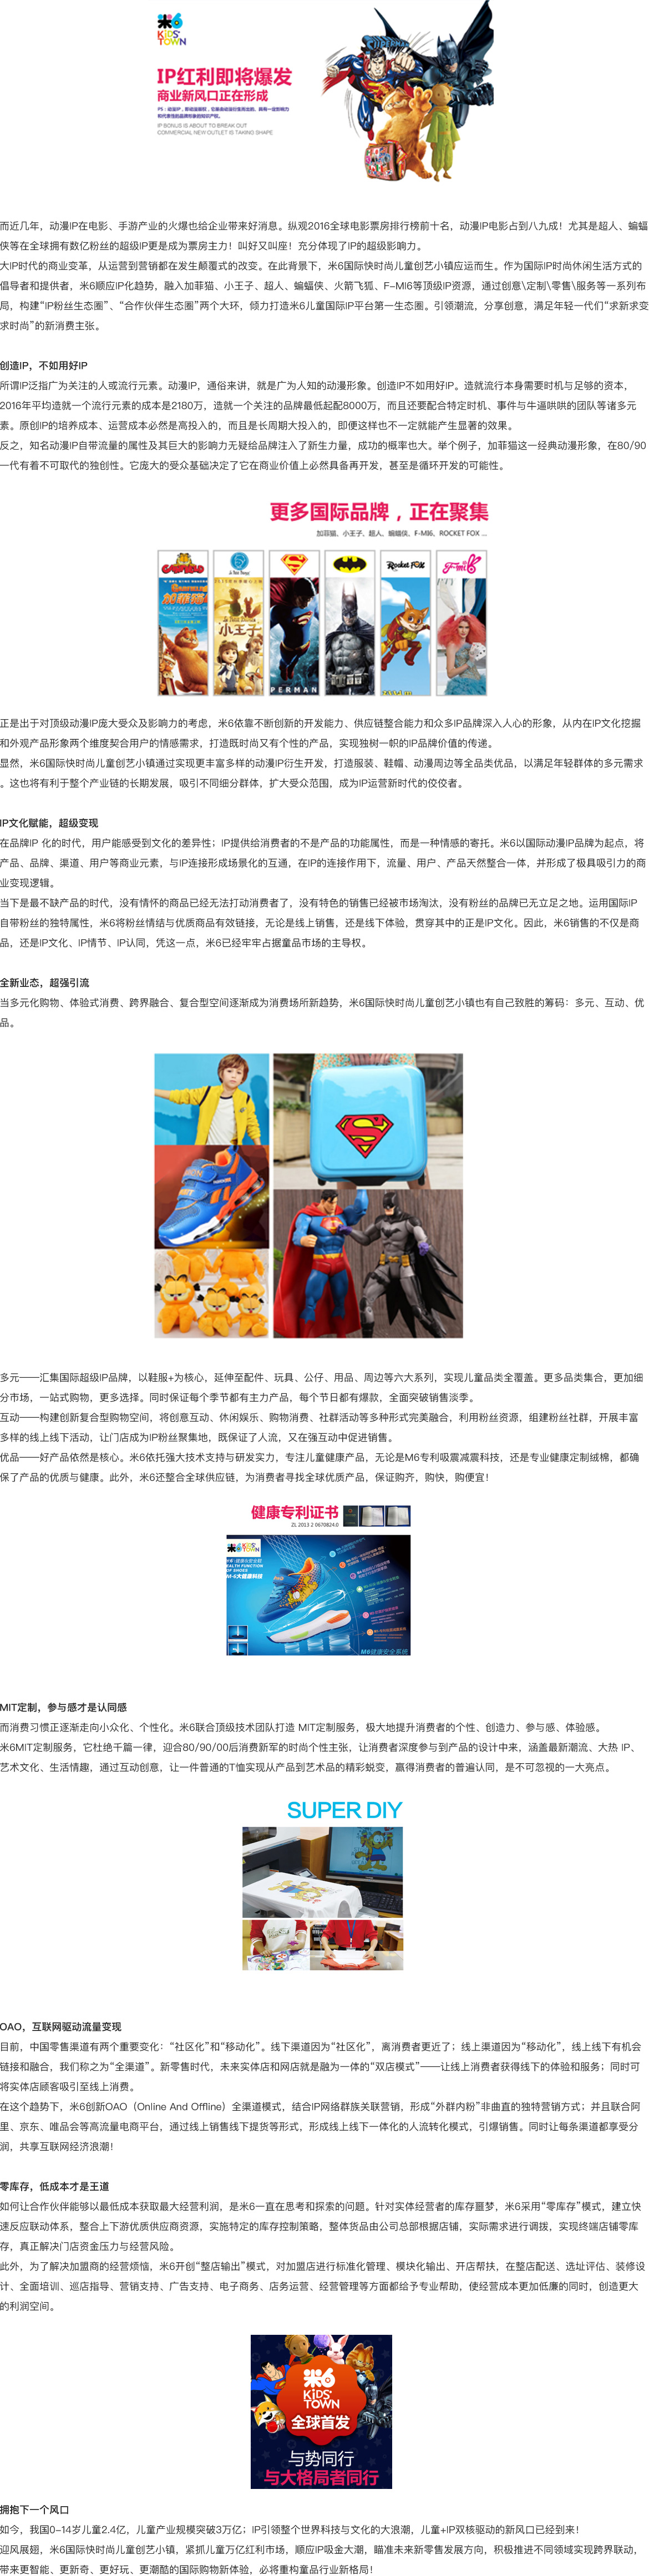 米6
KIDS'
TOWN
IP红利即将爆发
商业新风口正在形成
IP BONUS IS ABOUT TO BREAK OUT
COMMERCIAL NEW OUTLET IS TAKING SHAPE
而近几年，动漫IP在电影、手游产业的火爆也给企业带来好消息。纵观2016全球电影票房排行榜前十名，动漫IP电影占到八九成！尤其是超人、蝙蝠
侠等在全球拥有数亿粉丝的超级IP更是成为票房主力！叫好又叫座！充分体现了IP的超级影响力。
大IP时代的商业变革，从运营到营销都在发生颠覆式的改变。在此背景下，米6国际快时尚儿童创艺小镇应运而生。作为国际IP时尚休闲生活方式的
倡导者和提供者，米6顺应IP化趋势，融入加菲猫、小王子、超人、蝙蝠侠、火箭飞狐、F-MI6等顶级IP资源，通过创意\定制\零售\服务等一系列布
局，构建“IP粉丝生态圈”、“合作伙伴生态圈”两个大环，倾力打造米6儿童国际IP平台第一生态圈。引领潮流，分享创意，满足年轻一代们“求新求变
求时尚”的新消费主张。
创造IP，不如用好IP
所谓IP泛指广为关注的人或流行元素。动漫IP，通俗来讲，就是广为人知的动漫形象。创造IP不如用好IP。造就流行本身需要时机与足够的资本，
2016年平均造就一个流行元素的成本是2180万，造就一个关注的品牌最低起配8000万，而且还要配合特定时机、事件与牛逼哄哄的团队等诸多元
素。原创IP的培养成本、运营成本必然是高投入的，而且是长周期大投入的，即便这样也不一定就能产生显著的效果。
反之，知名动漫IP自带流量的属性及其巨大的影响力无疑给品牌注入了新生力量，成功的概率也大。举个例子，加菲猫这一经典动漫形象，在80/90
一代有着不可取代的独创性。它庞大的受众基础决定了它在商业价值上必然具备再开发，甚至是循环开发的可能性。
更多国际品牌，正在聚集
加菲猫、小王子、超人、蝙蝠侠、F-MI6、ROCKET FOX ...
GARFIELD
Rocket FOX
小王子
PERMAN
正是出于对顶级动漫IP庞大受众及影响力的考虑，米6依靠不断创新的开发能力、供应链整合能力和众多IP品牌深入人心的形象，从内在IP文化挖掘
和外观产品形象两个维度契合用户的情感需求，打造既时尚又有个性的产品，实现独树一帜的IP品牌价值的传递。
显然，米6国际快时尚儿童创艺小镇通过实现更丰富多样的动漫IP衍生开发，打造服装、鞋帽、动漫周边等全品类优品，以满足年轻群体的多元需求
。这也将有利于整个产业链的长期发展，吸引不同细分群体，扩大受众范围，成为IP运营新时代的佼佼者。
IP文化赋能，超级变现
在品牌IP 化的时代，用户能感受到文化的差异性；IP提供给消费者的不是产品的功能属性，而是一种情感的寄托。米6以国际动漫IP品牌为起点，将
产品、品牌、渠道、用户等商业元素，与IP连接形成场景化的互通，在IP的连接作用下，流量、用户、产品天然整合一体，并形成了极具吸引力的商
业变现逻辑。
当下是最不缺产品的时代，没有情怀的商品已经无法打动消费者了，没有特色的销售已经被市场淘汰，没有粉丝的品牌已无立足之地。运用国际IP
自带粉丝的独特属性，米6将粉丝情结与优质商品有效链接，无论是线上销售，还是线下体验，贯穿其中的正是IP文化。因此，米6销售的不仅是商
品，还是IP文化、IP情节、IP认同，凭这一点，米6已经牢牢占据童品市场的主导权。
全新业态，超强引流
当多元化购物、体验式消费、跨界融合、复合型空间逐渐成为消费场所新趋势，米6国际快时尚儿童创艺小镇也有自己致胜的筹码：多元、互动、优
品。
多元——汇集国际超级IP品牌，以鞋服+为核心，延伸至配件、玩具、公仔、用品、周边等六大系列，实现儿童品类全覆盖。更多品类集合，更加细
分市场，一站式购物，更多选择。同时保证每个季节都有主力产品，每个节日都有爆款，全面突破销售淡季。
互动——构建创新复合型购物空间，将创意互动、休闲娱乐、购物消费、社群活动等多种形式完美融合，利用粉丝资源，组建粉丝社群，开展丰富
多样的线上线下活动，让门店成为IP粉丝聚集地，既保证了人流，又在强互动中促进销售。
优品——好产品依然是核心。米6依托强大技术支持与研发实力，专注儿童健康产品，无论是M6专利吸震减震科技，还是专业健康定制绒棉，都确
保了产品的优质与健康。此外，米6还整合全球供应链，为消费者寻找全球优质产品，保证购齐，购快，购便宜！
健康专利证书
ZL 2013 2 0670824.0
米6 KIDS' TOWN
HEALTH FUNCTION
OF SHOES
M-6大健康科技
M6健康安全系统
MIT定制，参与感才是认同感
而消费习惯正逐渐走向小众化、个性化。米6联合顶级技术团队打造 MIT定制服务，极大地提升消费者的个性、创造力、参与感、体验感。
米6MIT定制服务，它杜绝千篇一律，迎合80/90/00后消费新军的时尚个性主张，让消费者深度参与到产品的设计中来，涵盖最新潮流、大热 IP、
艺术文化、生活情趣，通过互动创意，让一件普通的T恤实现从产品到艺术品的精彩蜕变，赢得消费者的普遍认同，是不可忽视的一大亮点。
SUPER DIY
OAO，互联网驱动流量变现
目前，中国零售渠道有两个重要变化：“社区化”和“移动化”。线下渠道因为“社区化”，离消费者更近了；线上渠道因为“移动化”，线上线下有机会
链接和融合，我们称之为“全渠道”。新零售时代，未来实体店和网店就是融为一体的“双店模式”——让线上消费者获得线下的体验和服务；同时可
将实体店顾客吸引至线上消费。
在这个趋势下，米6创新OAO（Online And Offline）全渠道模式，结合IP网络群族关联营销，形成“外群内粉”非曲直的独特营销方式；并且联合阿
里、京东、唯品会等高流量电商平台，通过线上销售线下提货等形式，形成线上线下一体化的人流转化模式，引爆销售。同时让每条渠道都享受分
润，共享互联网经济浪潮！
零库存，低成本才是王道
如何让合作伙伴能够以最低成本获取最大经营利润，是米6一直在思考和探索的问题。针对实体经营者的库存噩梦，米6采用“零库存”模式，建立快
速反应联动体系，整合上下游优质供应商资源，实施特定的库存控制策略，整体货品由公司总部根据店铺，实际需求进行调拨，实现终端店铺零库
存，真正解决门店资金压力与经营风险。
此外，为了解决加盟商的经营烦恼，米6开创“整店输出”模式，对加盟店进行标准化管理、模块化输出、开店帮扶，在整店配送、选址评估、装修设
计、全面培训、巡店指导、营销支持、广告支持、电子商务、店务运营、经营管理等方面都给予专业帮助，使经营成本更加低廉的同时，创造更大
的利润空间。
米6
KIDS'
TOWN
全球首发
与势同行
与大格局者同行
拥抱下一个风口
如今，我国0-14岁儿童2.4亿，儿童产业规模突破3万亿；IP引领整个世界科技与文化的大浪潮，儿童+IP双核驱动的新风口已经到来！
迎风展翅，米6国际快时尚儿童创艺小镇，紧抓儿童万亿红利市场，顺应IP吸金大潮，瞄准未来新零售发展方向，积极推进不同领域实现跨界联动，
带来更智能、更新奇、更好玩、更潮酷的国际购物新体验，必将重构童品行业新格局！